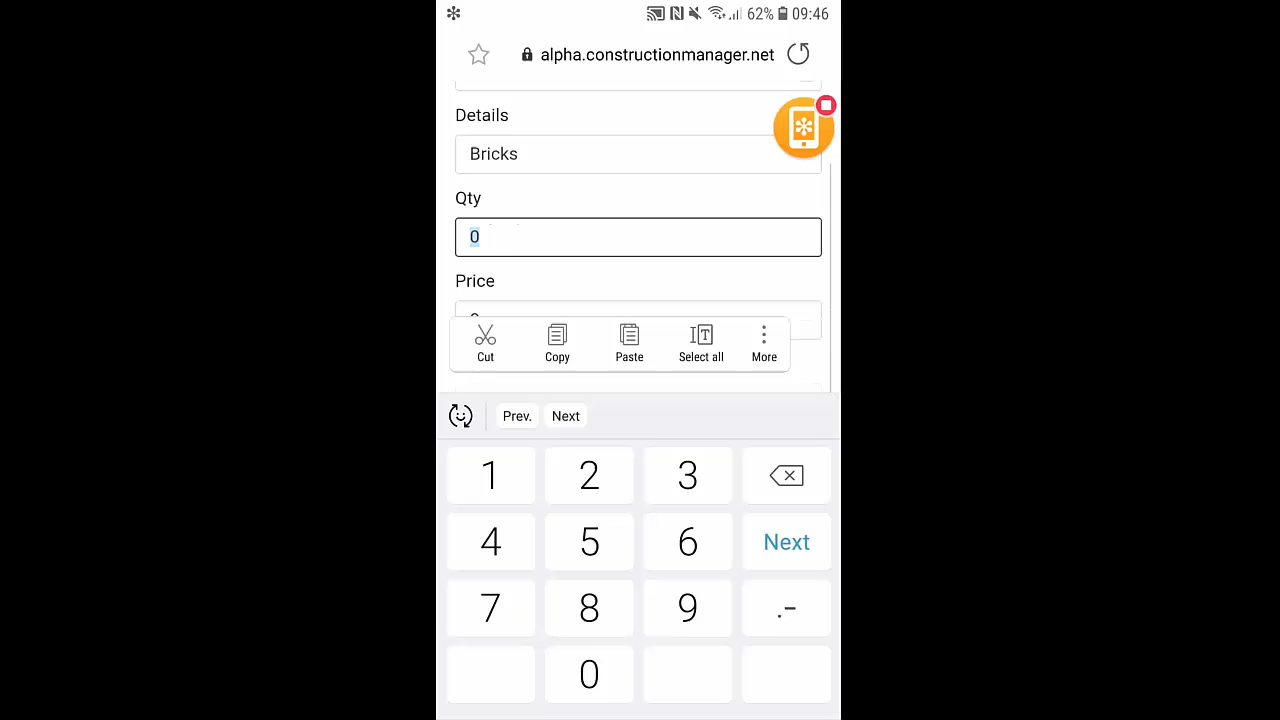 62% 09:46
alpha.constructionmanager.net
Details
Bricks
Qty
0
Price
Cut Copy Paste Select all More
Prev. Next
1 2 3
4 5 6 Next
7 8 9 .-
0